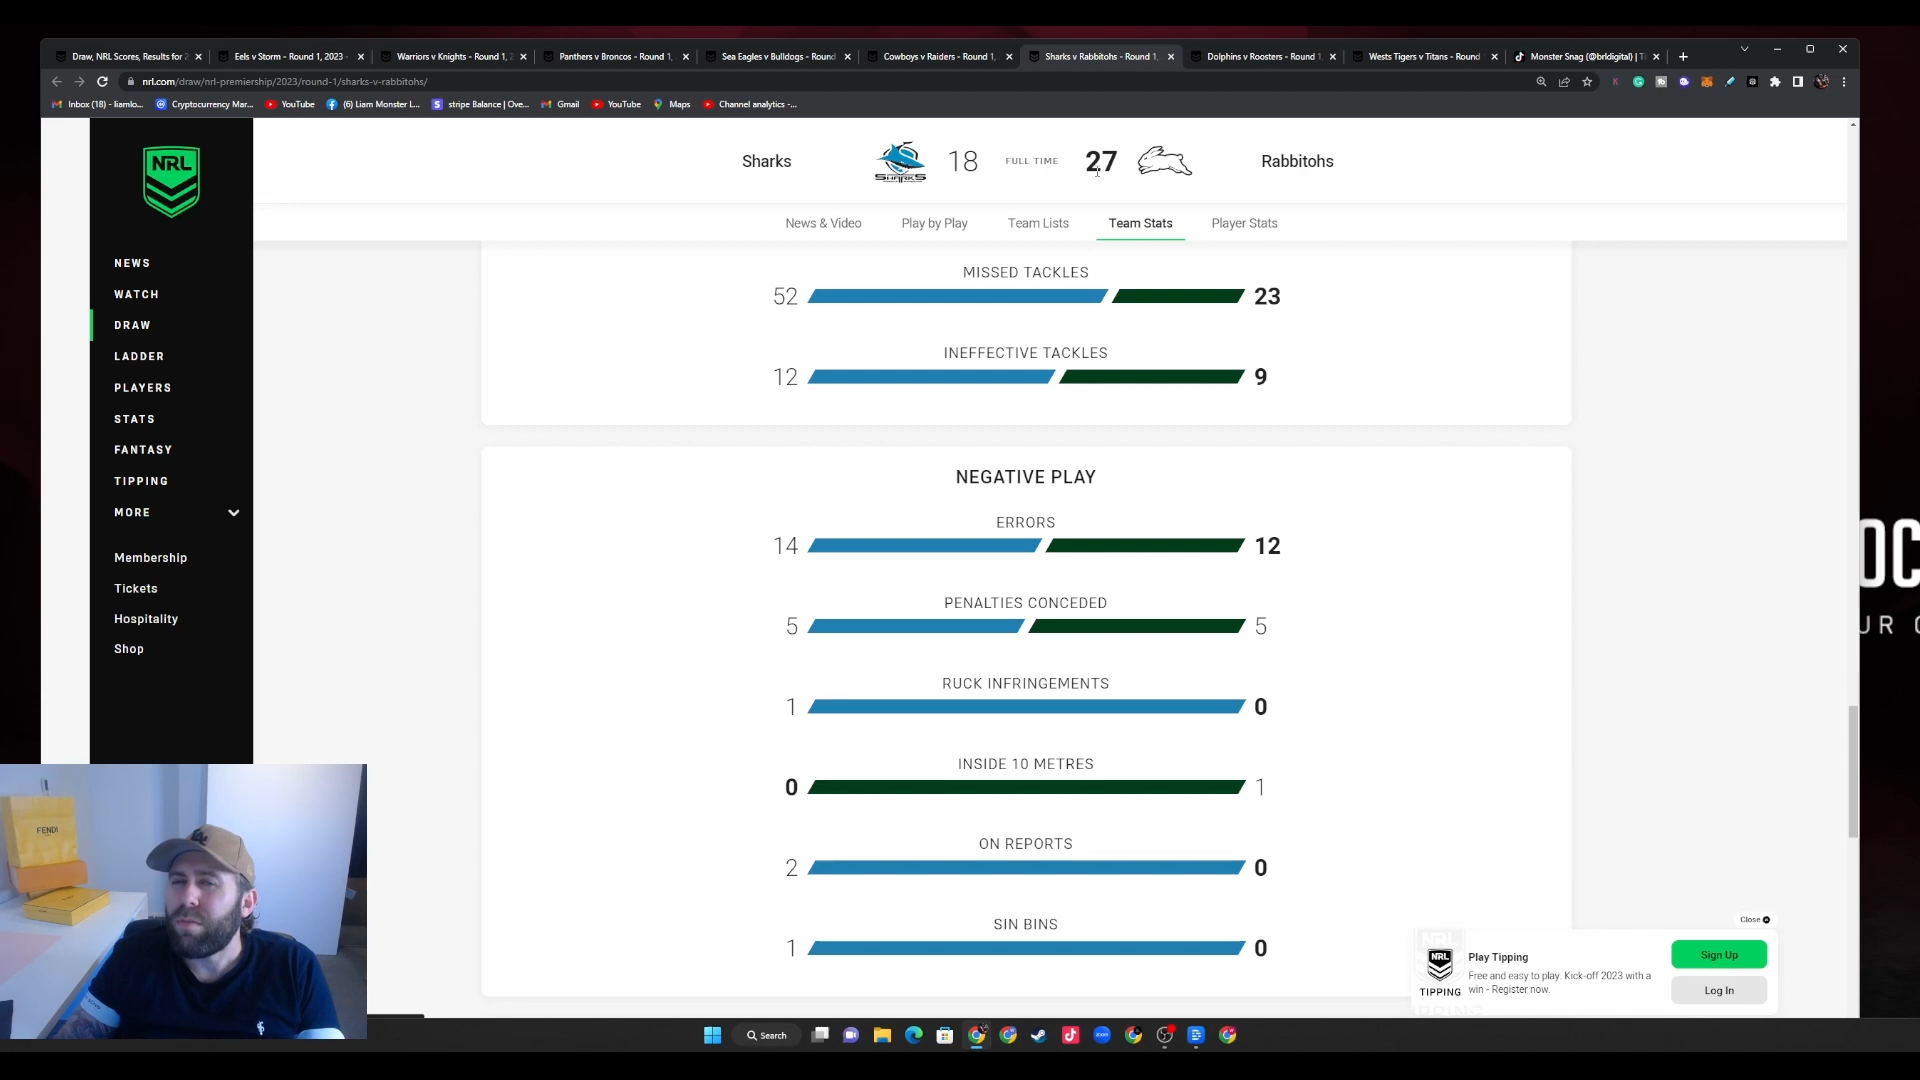 Draw, NRL Scores, Results for 2
Eels v Storm - Round 1, 2023 -
Warriors v Knights - Round 1, 2
Panthers v Broncos - Round 1,
Sea Eagles v Bulldogs - Round
Cowboys v Raiders - Round 1,
Sharks v Rabbitohs - Round 1,
Dolphins v Roosters - Round 1,
Wests Tigers v Titans - Round
Monster Snag (@brldigital) | Ti
nrl.com/draw/nrl-premiership/2023/round-1/sharks-v-rabbitohs/
Inbox (18) - liamlo...
Cryptocurrency Mar...
YouTube
(6) Liam Monster L...
stripe Balance | Ove...
Gmail
YouTube
Maps
Channel analytics -...
NRL
Sharks
SHARKS
18
FULL TIME
27
Rabbitohs
News & Video
Play by Play
Team Lists
Team Stats
Player Stats
NEWS
WATCH
DRAW
LADDER
PLAYERS
STATS
FANTASY
TIPPING
MORE
Membership
Tickets
Hospitality
Shop
MISSED TACKLES
52 23
INEFFECTIVE TACKLES
12 9
NEGATIVE PLAY
ERRORS
14 12
PENALTIES CONCEDED
5 5
RUCK INFRINGEMENTS
1 0
INSIDE 10 METRES
0 1
ON REPORTS
2 0
SIN BINS
1 0
OC
UR
FENDI
Close
NRL
TIPPING
Play Tipping
Free and easy to play. Kick-off 2023 with a
win - Register now.
Sign Up
Log In
Search